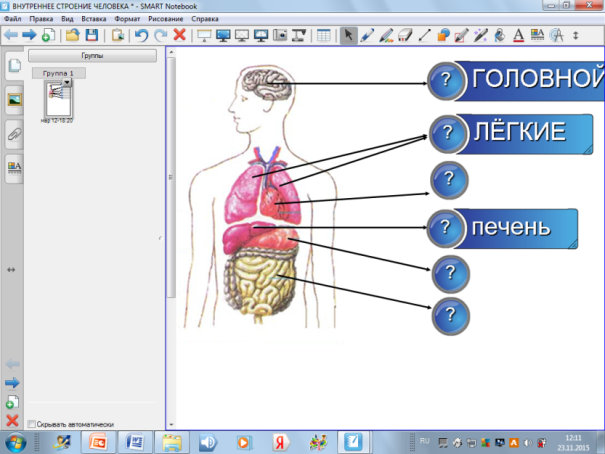 ВНУТРЕННЕЕ СТРОЕНИЕ ЧЕЛОВЕКА * - SMART Notebook
Файл Правка Вид Вставка Формат Рисование Справка
Группы
Группа 1
? ГОЛОВНОЙ
? ЛЁГКИЕ
?
? печень
?
?
Скрывать автоматически
RU
12:11
23.11.2015